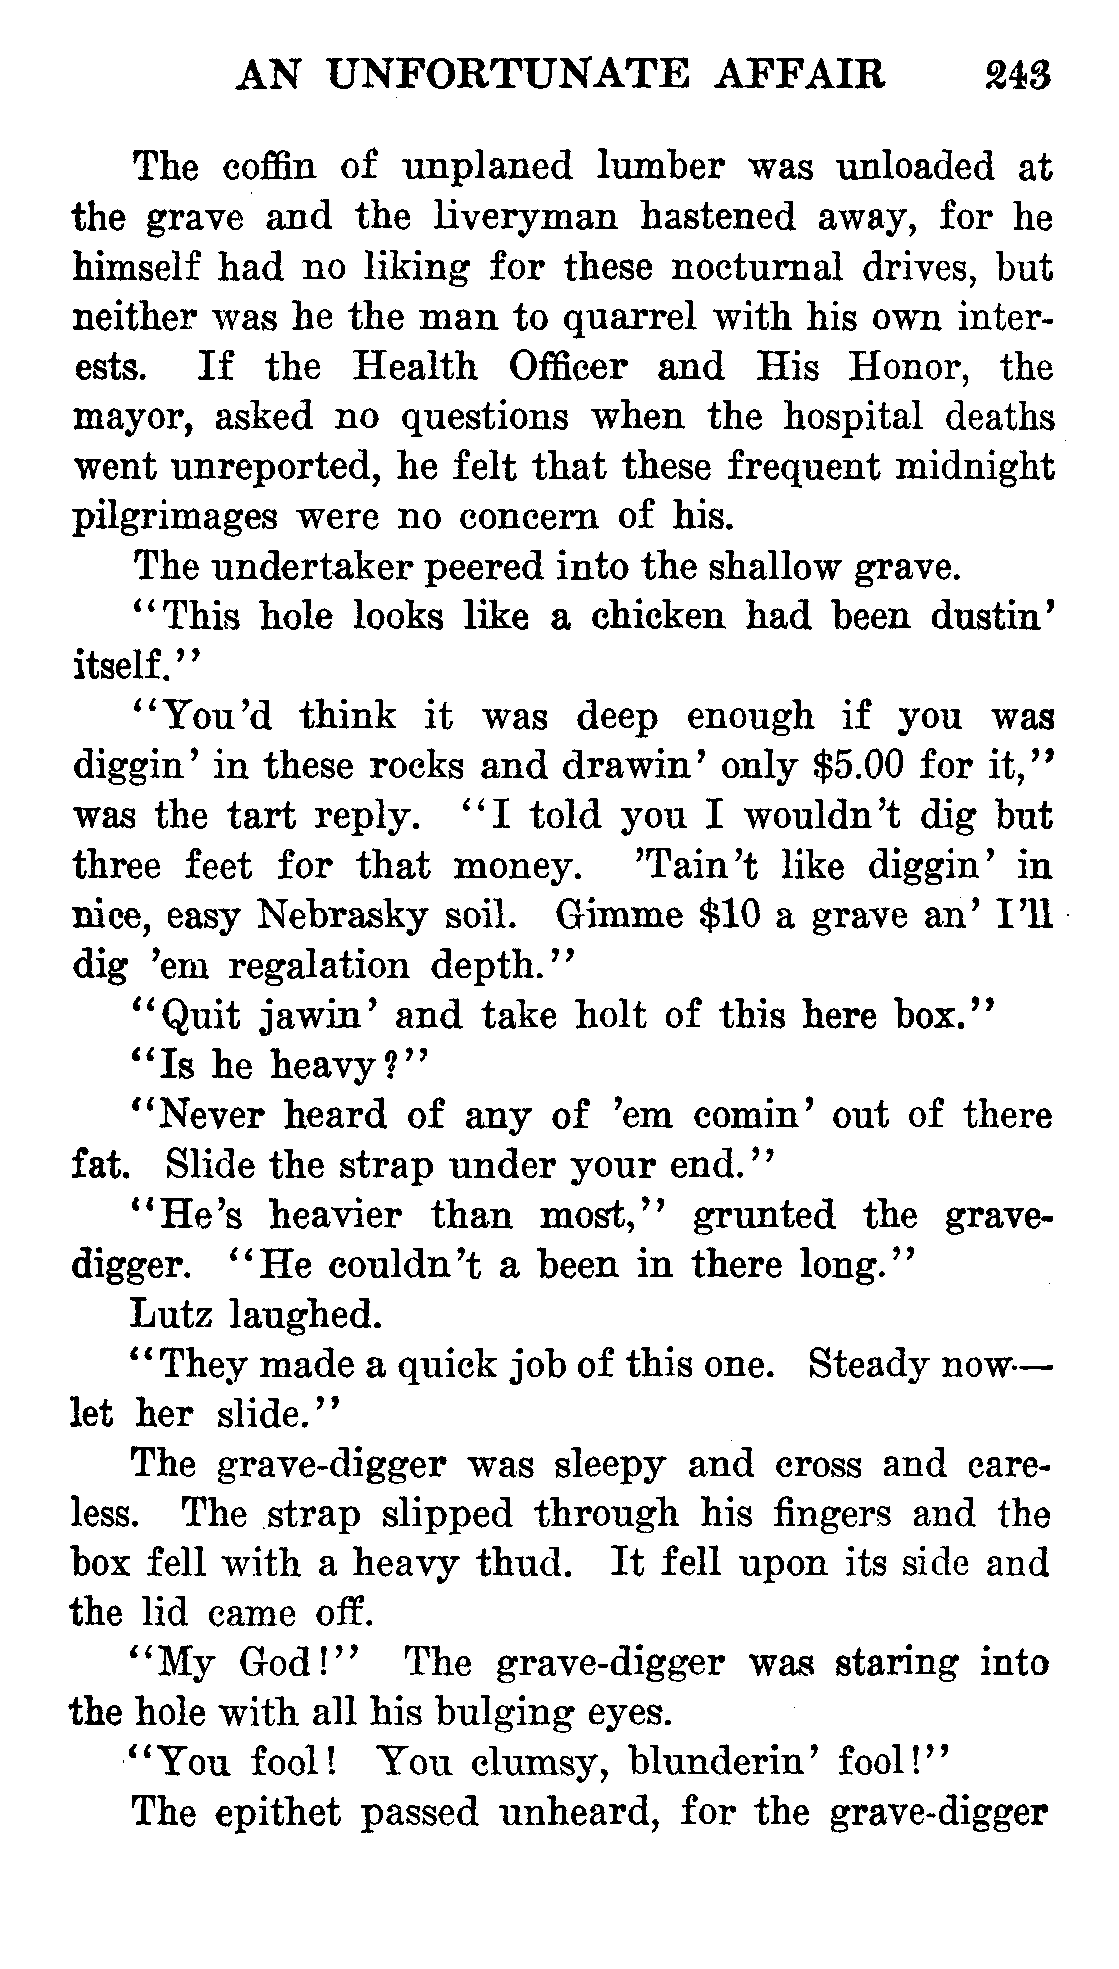 AN UNFORTUNATE AFFAIR 243
The coffin of unplaned lumber was unloaded at
the grave and the liveryman hastened away, for he
himself had no liking for these nocturnal drives, but
neither was he the man to quarrel with his own inter-
ests. If the Health Officer and His Honor, the
mayor, asked no questions when the hospital deaths
went unreported, he felt that these frequent midnight
pilgrimages were no concern of his.
The undertaker peered into the shallow grave.
"This hole looks like a chicken had been dustin'
itself."
"You'd think it was deep enough if you was
diggin' in these rocks and drawin' only $5.00 for it,"
was the tart reply. "I told you I wouldn't dig but
three feet for that money. 'Tain't like diggin' in
nice, easy Nebrasky soil. Gimme $10 a grave an' I'll
dig 'em regalation depth."
"Quit jawin' and take holt of this here box."
"Is he heavy?"
"Never heard of any of 'em comin' out of there
fat. Slide the strap under your end."
"He's heavier than most," grunted the grave-
digger. "He couldn't a been in there long."
Lutz laughed.
"They made a quick job of this one. Steady now—
let her slide."
The grave-digger was sleepy and cross and care-
less. The strap slipped through his fingers and the
box fell with a heavy thud. It fell upon its side and
the lid came off.
"My God!" The grave-digger was staring into
the hole with all his bulging eyes.
"You fool! You clumsy, blunderin' fool!"
The epithet passed unheard, for the grave-digger